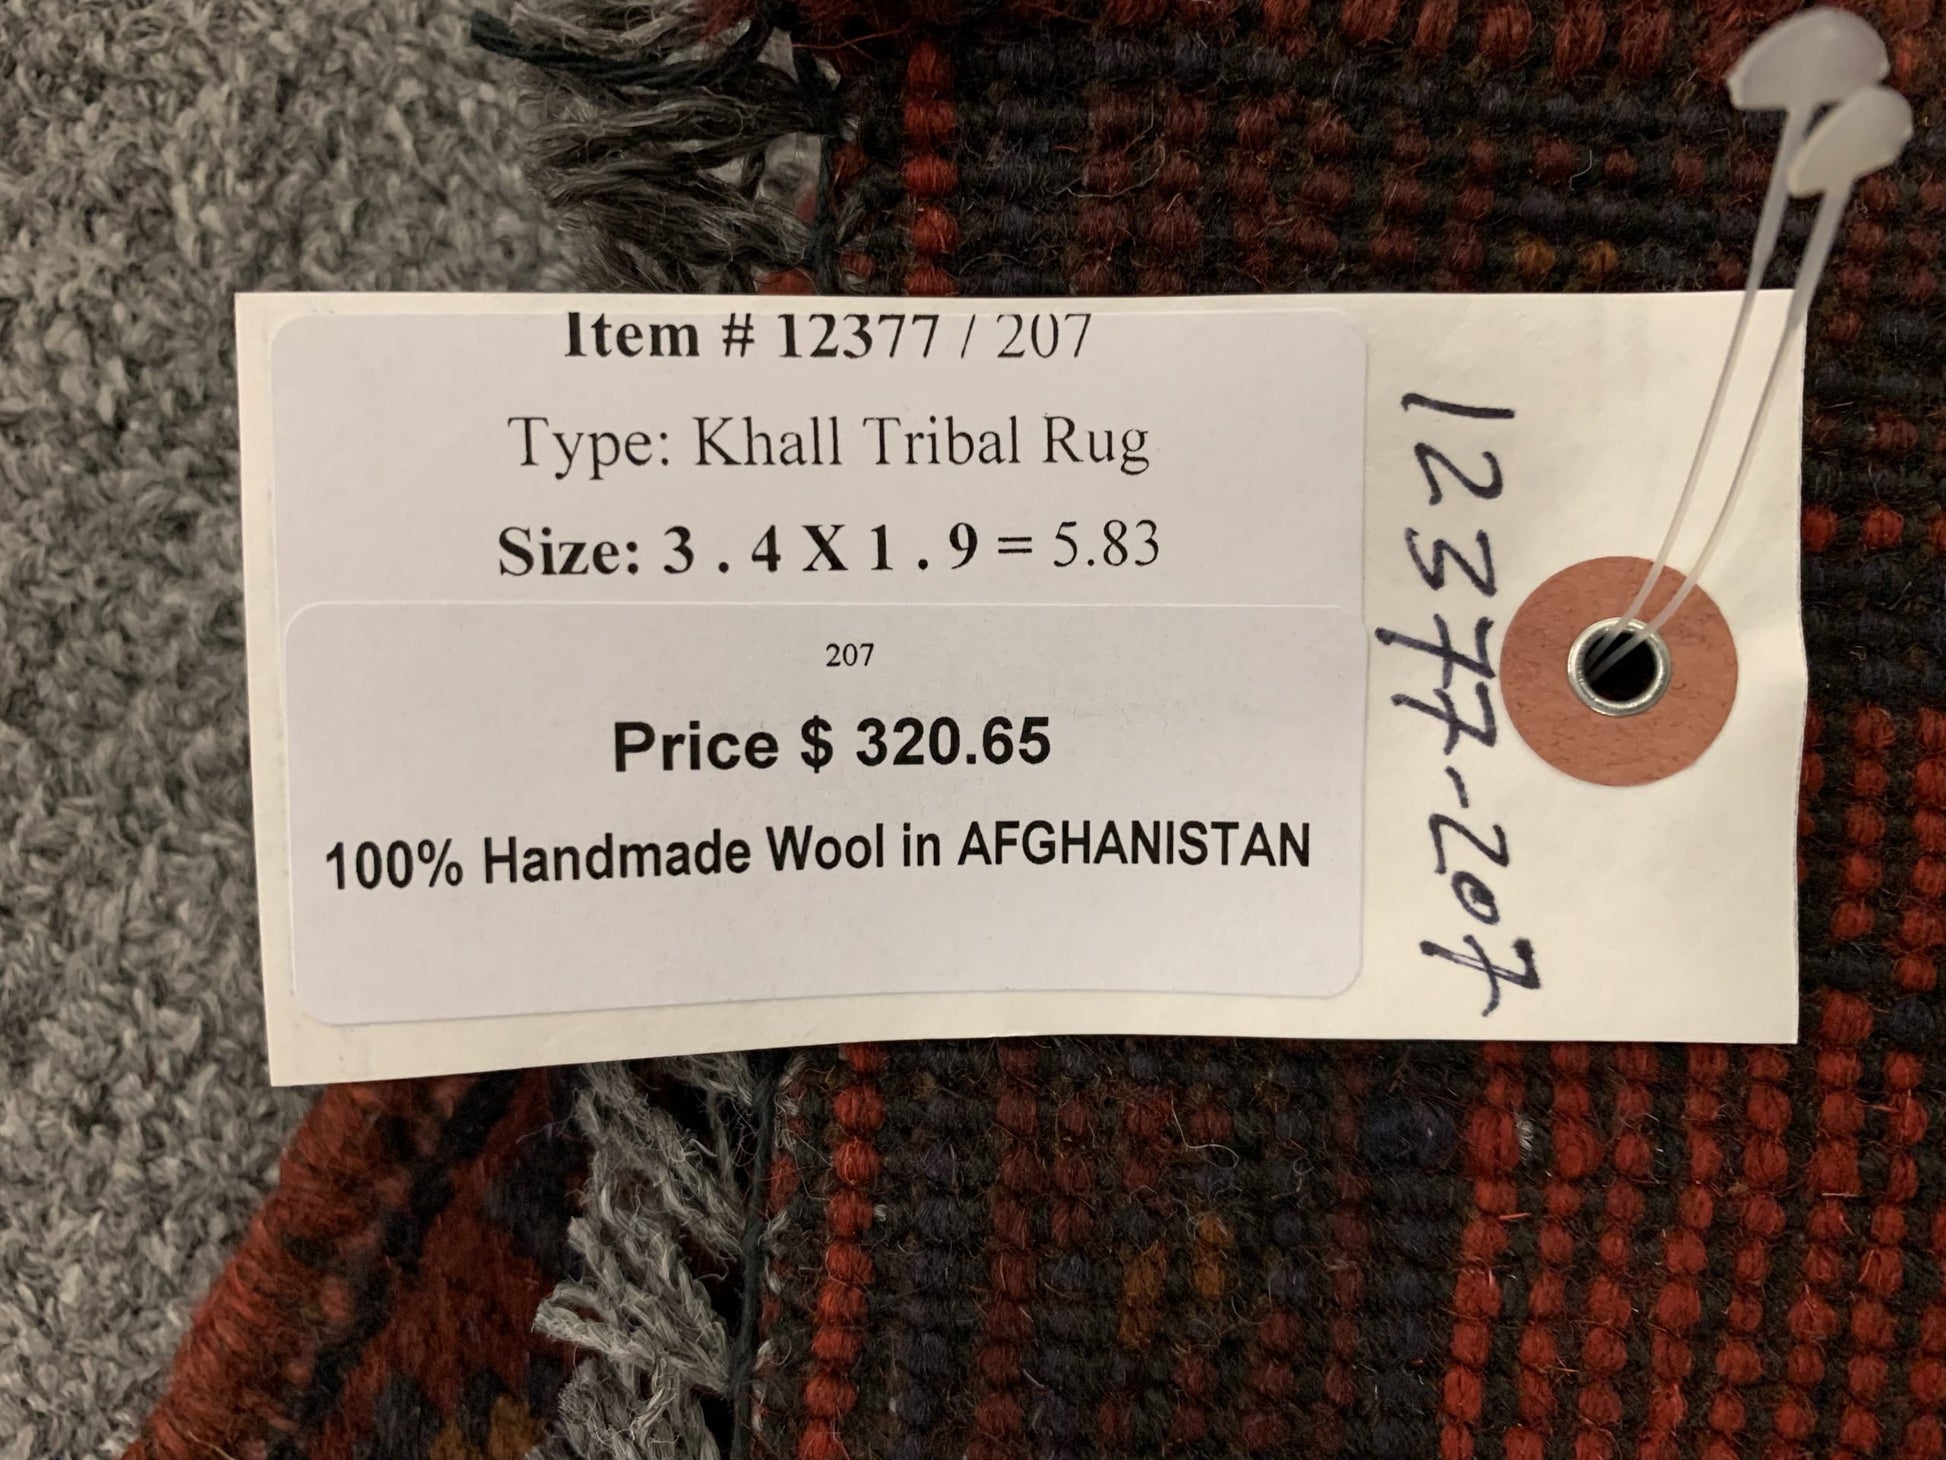 Item # 12377 / 207
Type: Khall Tribal Rug
Size: 3 . 4 X 1 . 9 = 5.83
207
Price $ 320.65
100% Handmade Wool in AFGHANISTAN
12377-207